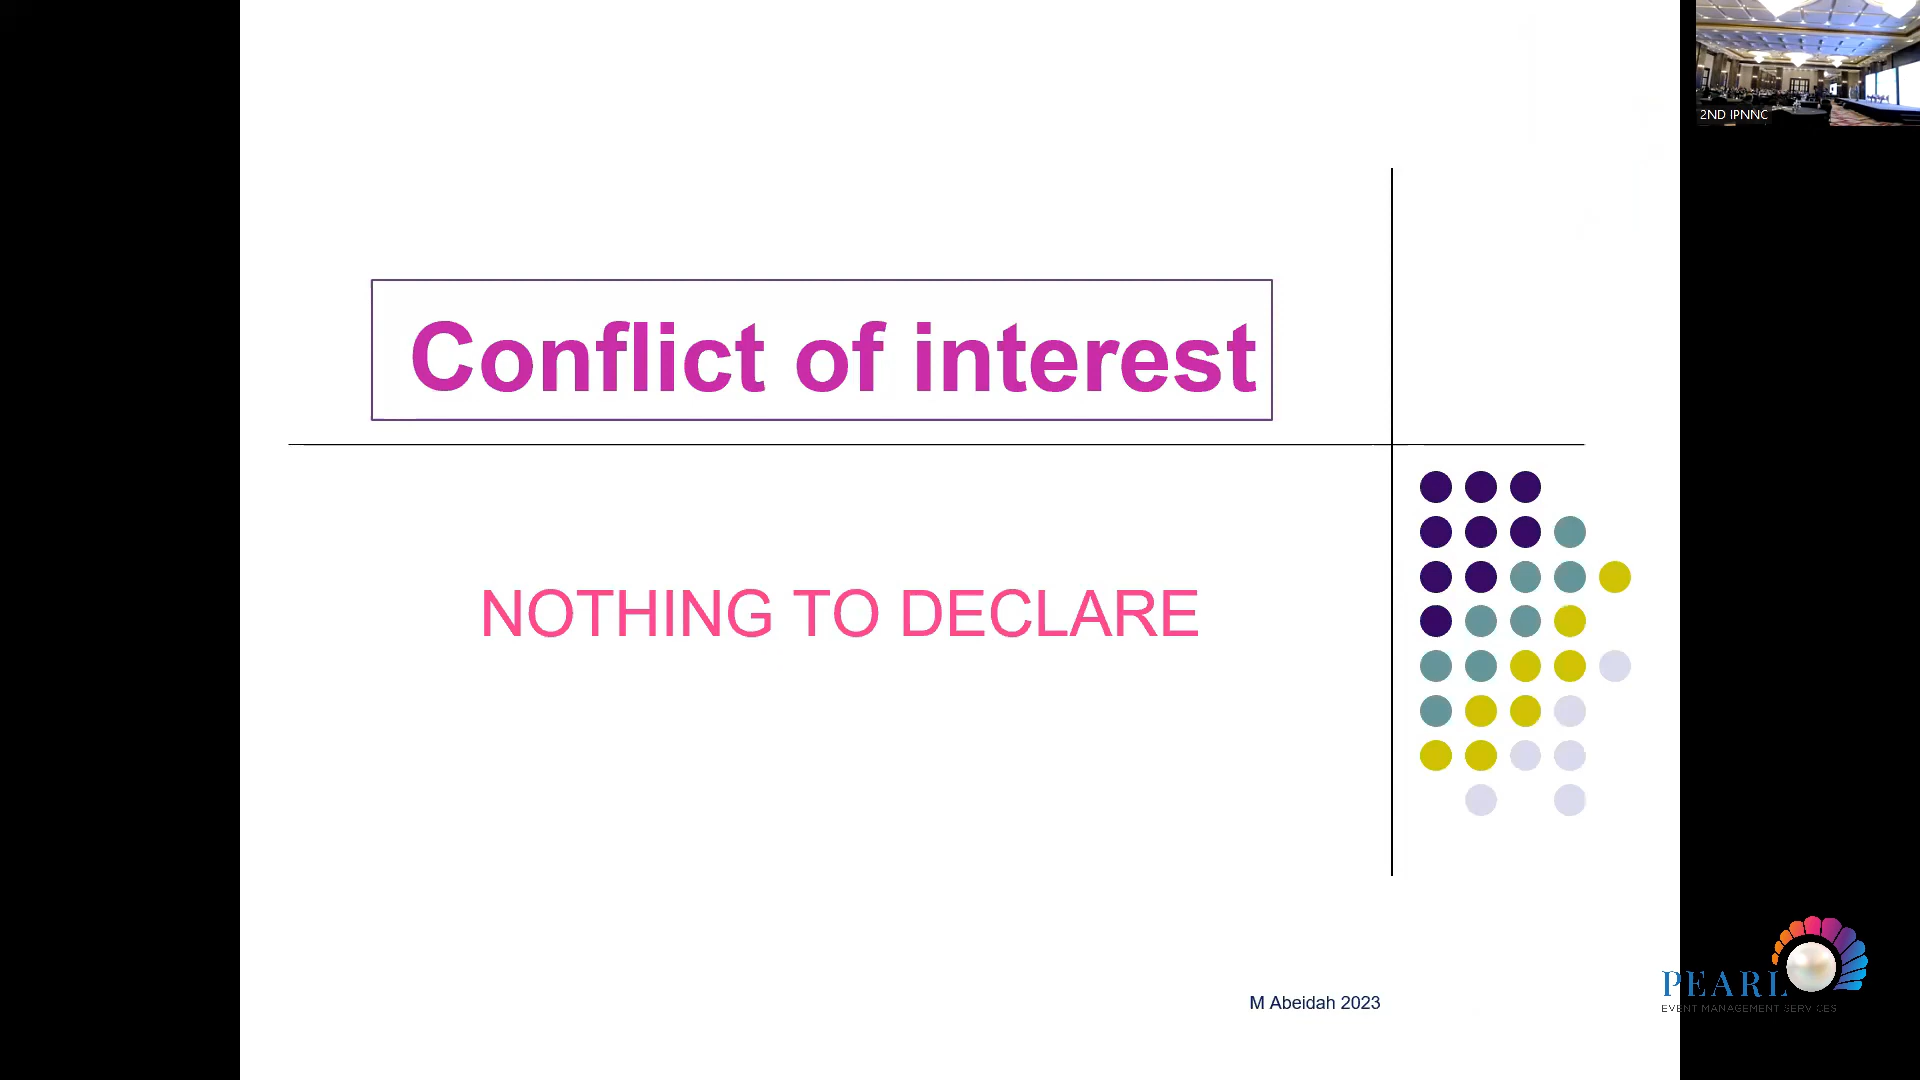 2ND IPNNC
Conflict of interest
NOTHING TO DECLARE
M Abeidah 2023
PEARL
EVENT MANAGEMENT SERVICES